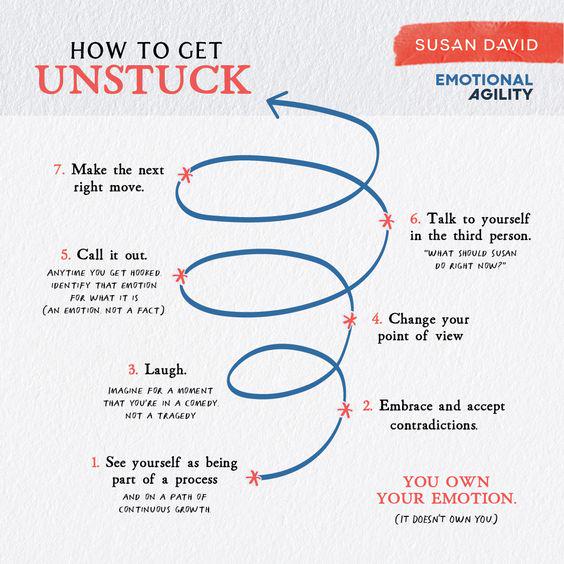 HOW TO GET
UNSTUCK
SUSAN DAVID
EMOTIONAL
AGILITY
7. Make the next
right move.
6. Talk to yourself
in the third person.
"WHAT SHOULD SUSAN
DO RIGHT NOW?"
5. Call it out.
ANYTIME YOU GET HOOKED,
IDENTIFY THAT EMOTION
FOR WHAT IT IS
(AN EMOTION, NOT A FACT)
4. Change your
point of view
3. Laugh.
IMAGINE FOR A MOMENT
THAT YOU'RE IN A COMEDY,
NOT A TRAGEDY
2. Embrace and accept
contradictions.
1. See yourself as being
part of a process
AND ON A PATH OF
CONTINUOUS GROWTH.
YOU OWN
YOUR EMOTION.
(IT DOESN'T OWN YOU)